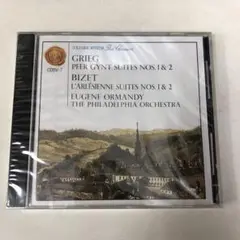 GRIEG
PEER GYNT SUITES NOS 1 & 2
BIZET
L'ARLÉSIENNE SUITES NOS 1 & 2
EUGENE ORMANDY
THE PHILADELPHIA ORCHESTRA